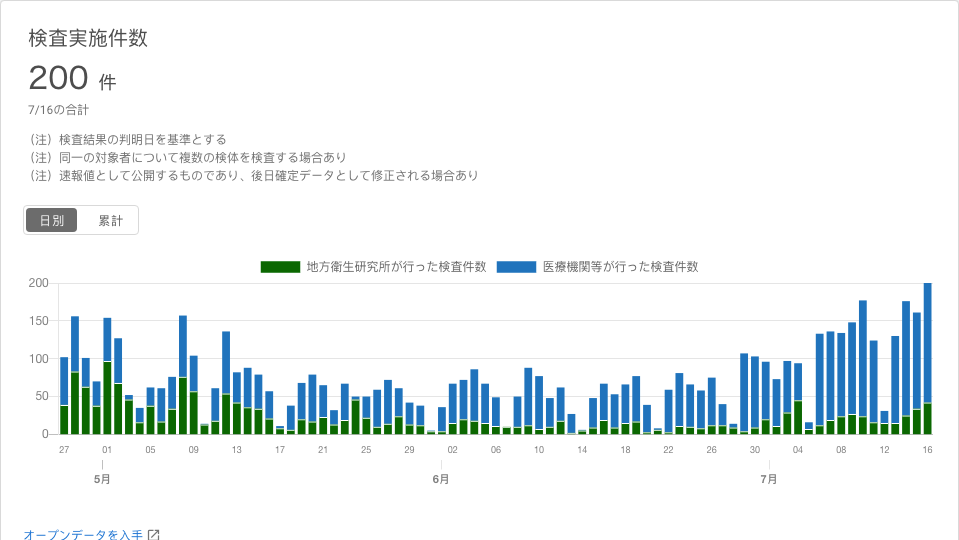 検査実施件数
200 件
7/16の合計
（注）検査結果の判明日を基準とする
（注）同一の対象者について複数の検体を検査する場合あり
（注）速報値として公開するものであり、後日確定データとして修正される場合あり
日別 累計
地方衛生研究所が行った検査件数 医療機関等が行った検査件数
200
150
100
50
0
27 01 05 09 13 17 21 25 29 02 06 10 14 18 22 26 30 04 08 12 16
5月 6月 7月
オープンデータを入手